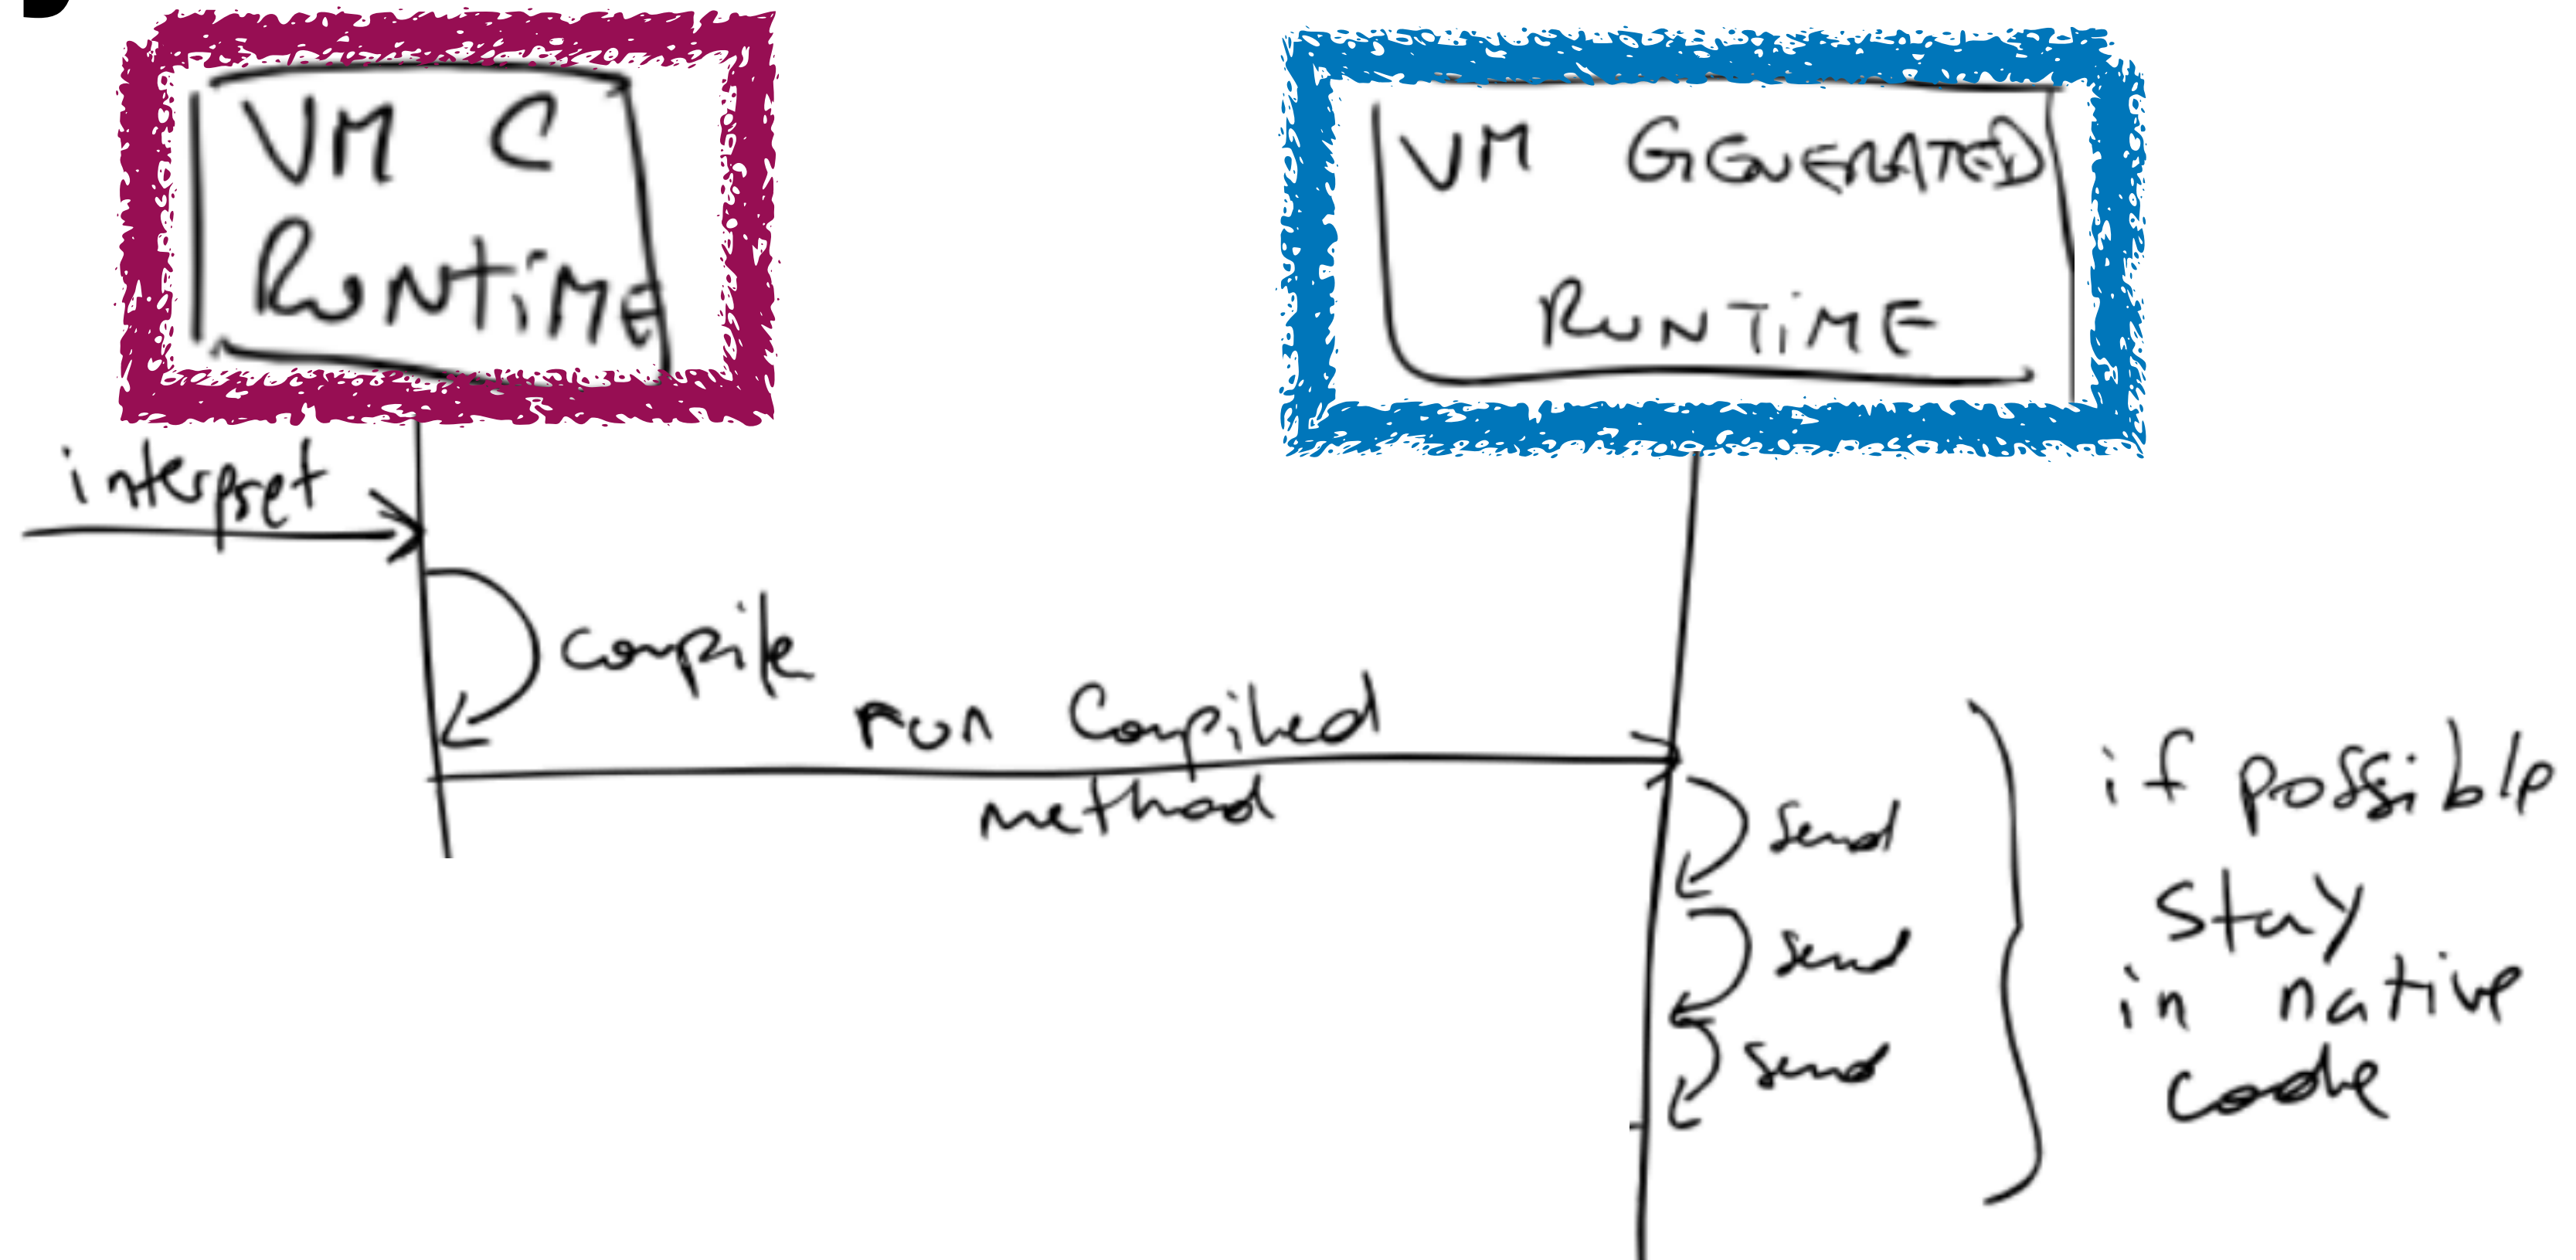 VM C
RUNTiME
VM GENERATED
RUNTiME
interpret
compile
run Compiled
method
send
send
send
if possible
stay
in native
code